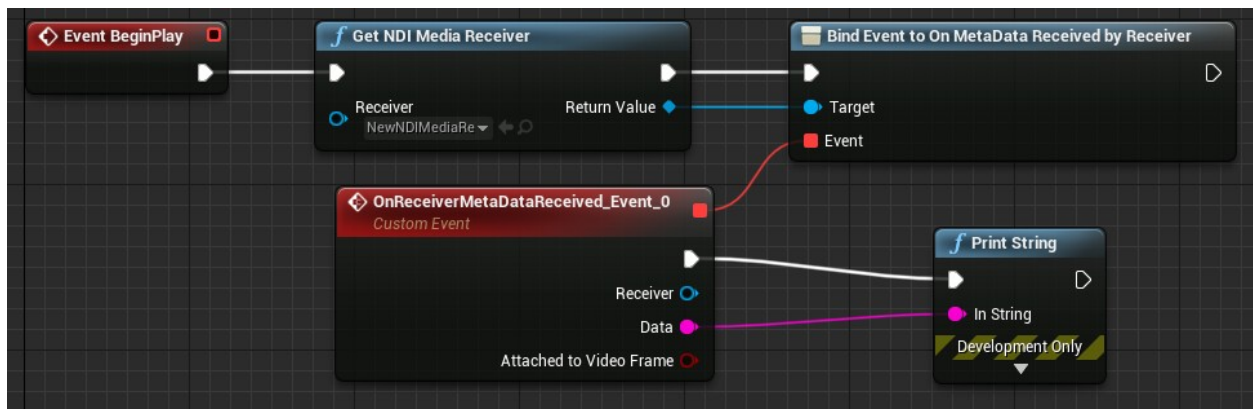 Event BeginPlay
f Get NDI Media Receiver
Receiver
NewNDIMediaRe
Return Value
Bind Event to On MetaData Received by Receiver
Target
Event
OnReceiverMetaDataReceived_Event_0
Custom Event
Receiver
Data
Attached to Video Frame
f Print String
In String
Development Only